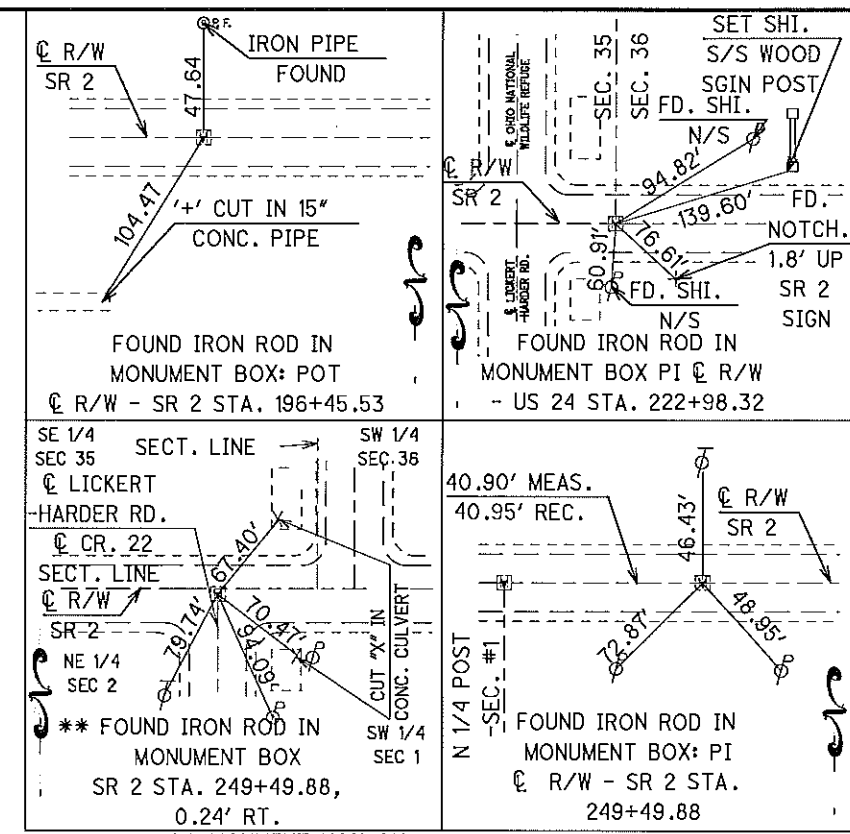 P.F.
℄ R/W
IRON PIPE
FOUND
SR 2
47.64
104.47
'+' CUT IN 15"
CONC. PIPE
FOUND IRON ROD IN
MONUMENT BOX: POT
℄ R/W - SR 2 STA. 196+45.53
SET SHI.
S/S WOOD
SGIN POST
SEC. 35
SEC. 36
℄ OHIO NATIONAL
WILDLIFE REFUGE
FD. SHI.
N/S
℄ R/W
SR 2
94.82'
139.60'
FD.
NOTCH.
1.8' UP
SR 2
SIGN
76.61'
60.91'
℄ LICKERT
-HARDER RD.
FD. SHI.
N/S
FOUND IRON ROD IN
MONUMENT BOX PI ℄ R/W
- US 24 STA. 222+98.32
SE 1/4
SEC 35
SECT. LINE
SW 1/4
SEC.36
℄ LICKERT
-HARDER RD.
℄ CR. 22
67.40'
SECT. LINE
℄ R/W
SR 2
79.74'
94.09'
70.47'
CUT "X" IN
CONC. CULVERT
NE 1/4
SEC 2
SW 1/4
SEC 1
** FOUND IRON ROD IN
MONUMENT BOX
SR 2 STA. 249+49.88,
0.24' RT.
40.90' MEAS.
40.95' REC.
℄ R/W
SR 2
46.43'
72.87'
48.95'
N 1/4 POST
SEC. #1
FOUND IRON ROD IN
MONUMENT BOX: PI
℄ R/W - SR 2 STA.
249+49.88